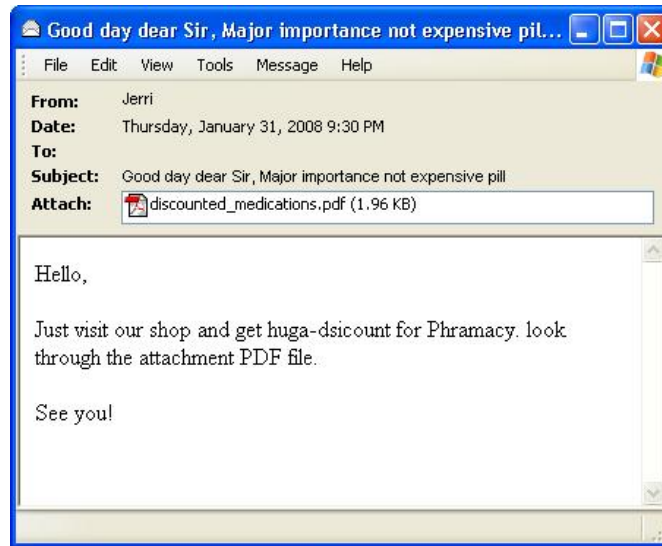 Good day dear Sir, Major importance not expensive pil...
File Edit View Tools Message Help
From: Jerri
Date: Thursday, January 31, 2008 9:30 PM
To:
Subject: Good day dear Sir, Major importance not expensive pill
Attach: discounted_medications.pdf (1.96 KB)
Hello,
Just visit our shop and get huga-dsicount for Phramacy. look
through the attachment PDF file.
See you!